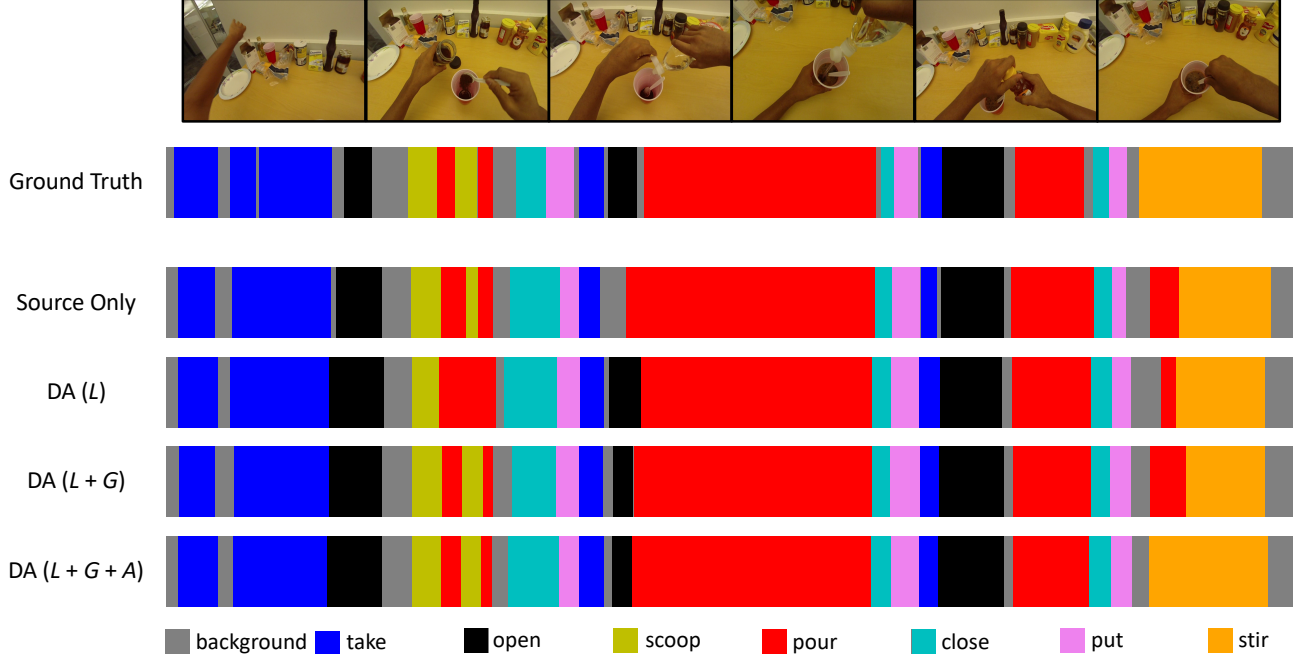 Ground Truth
Source Only
DA (L)
DA (L + G)
DA (L + G + A)
background take open scoop pour close put stir